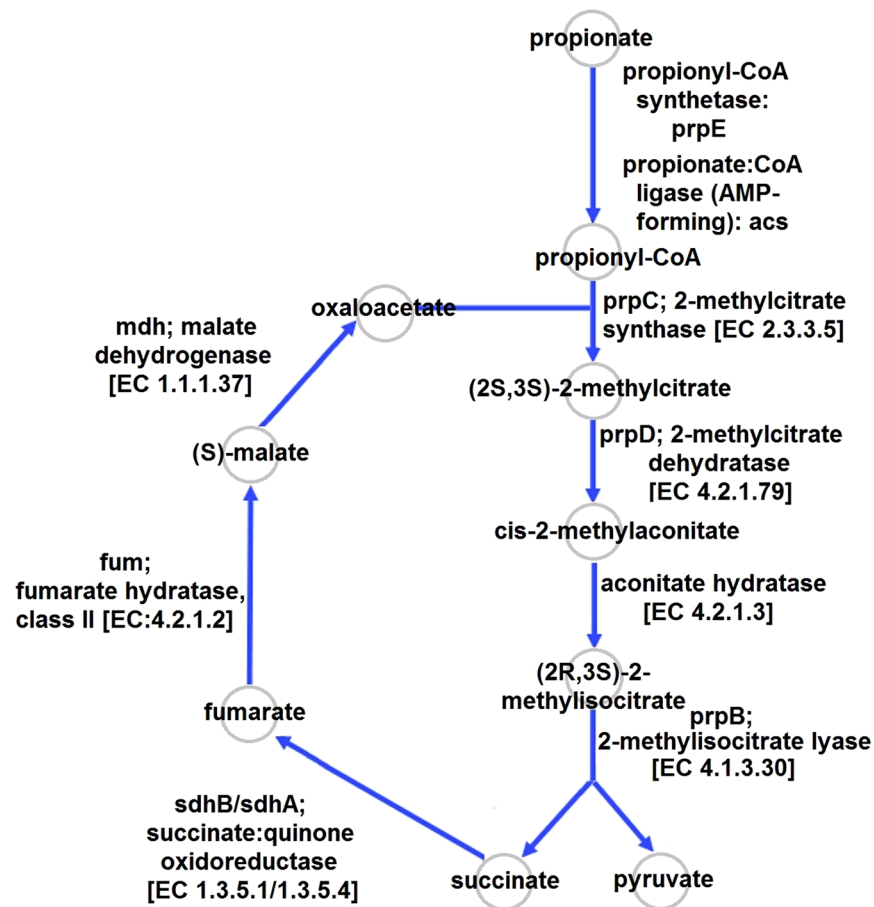 propionate
propionyl-CoA
synthetase:
prpE
propionate:CoA
ligase (AMP-
forming): acs
propionyl-CoA
oxaloacetate
prpC; 2-methylcitrate
synthase [EC 2.3.3.5]
mdh; malate
dehydrogenase
[EC 1.1.1.37]
(2S,3S)-2-methylcitrate
prpD; 2-methylcitrate
dehydratase
[EC 4.2.1.79]
(S)-malate
cis-2-methylaconitate
aconitate hydratase
[EC 4.2.1.3]
fum;
fumarate hydratase,
class II [EC:4.2.1.2]
(2R,3S)-2-
methylisocitrate
prpB;
2-methylisocitrate lyase
[EC 4.1.3.30]
fumarate
sdhB/sdhA;
succinate:quinone
oxidoreductase
[EC 1.3.5.1/1.3.5.4]
succinate
pyruvate